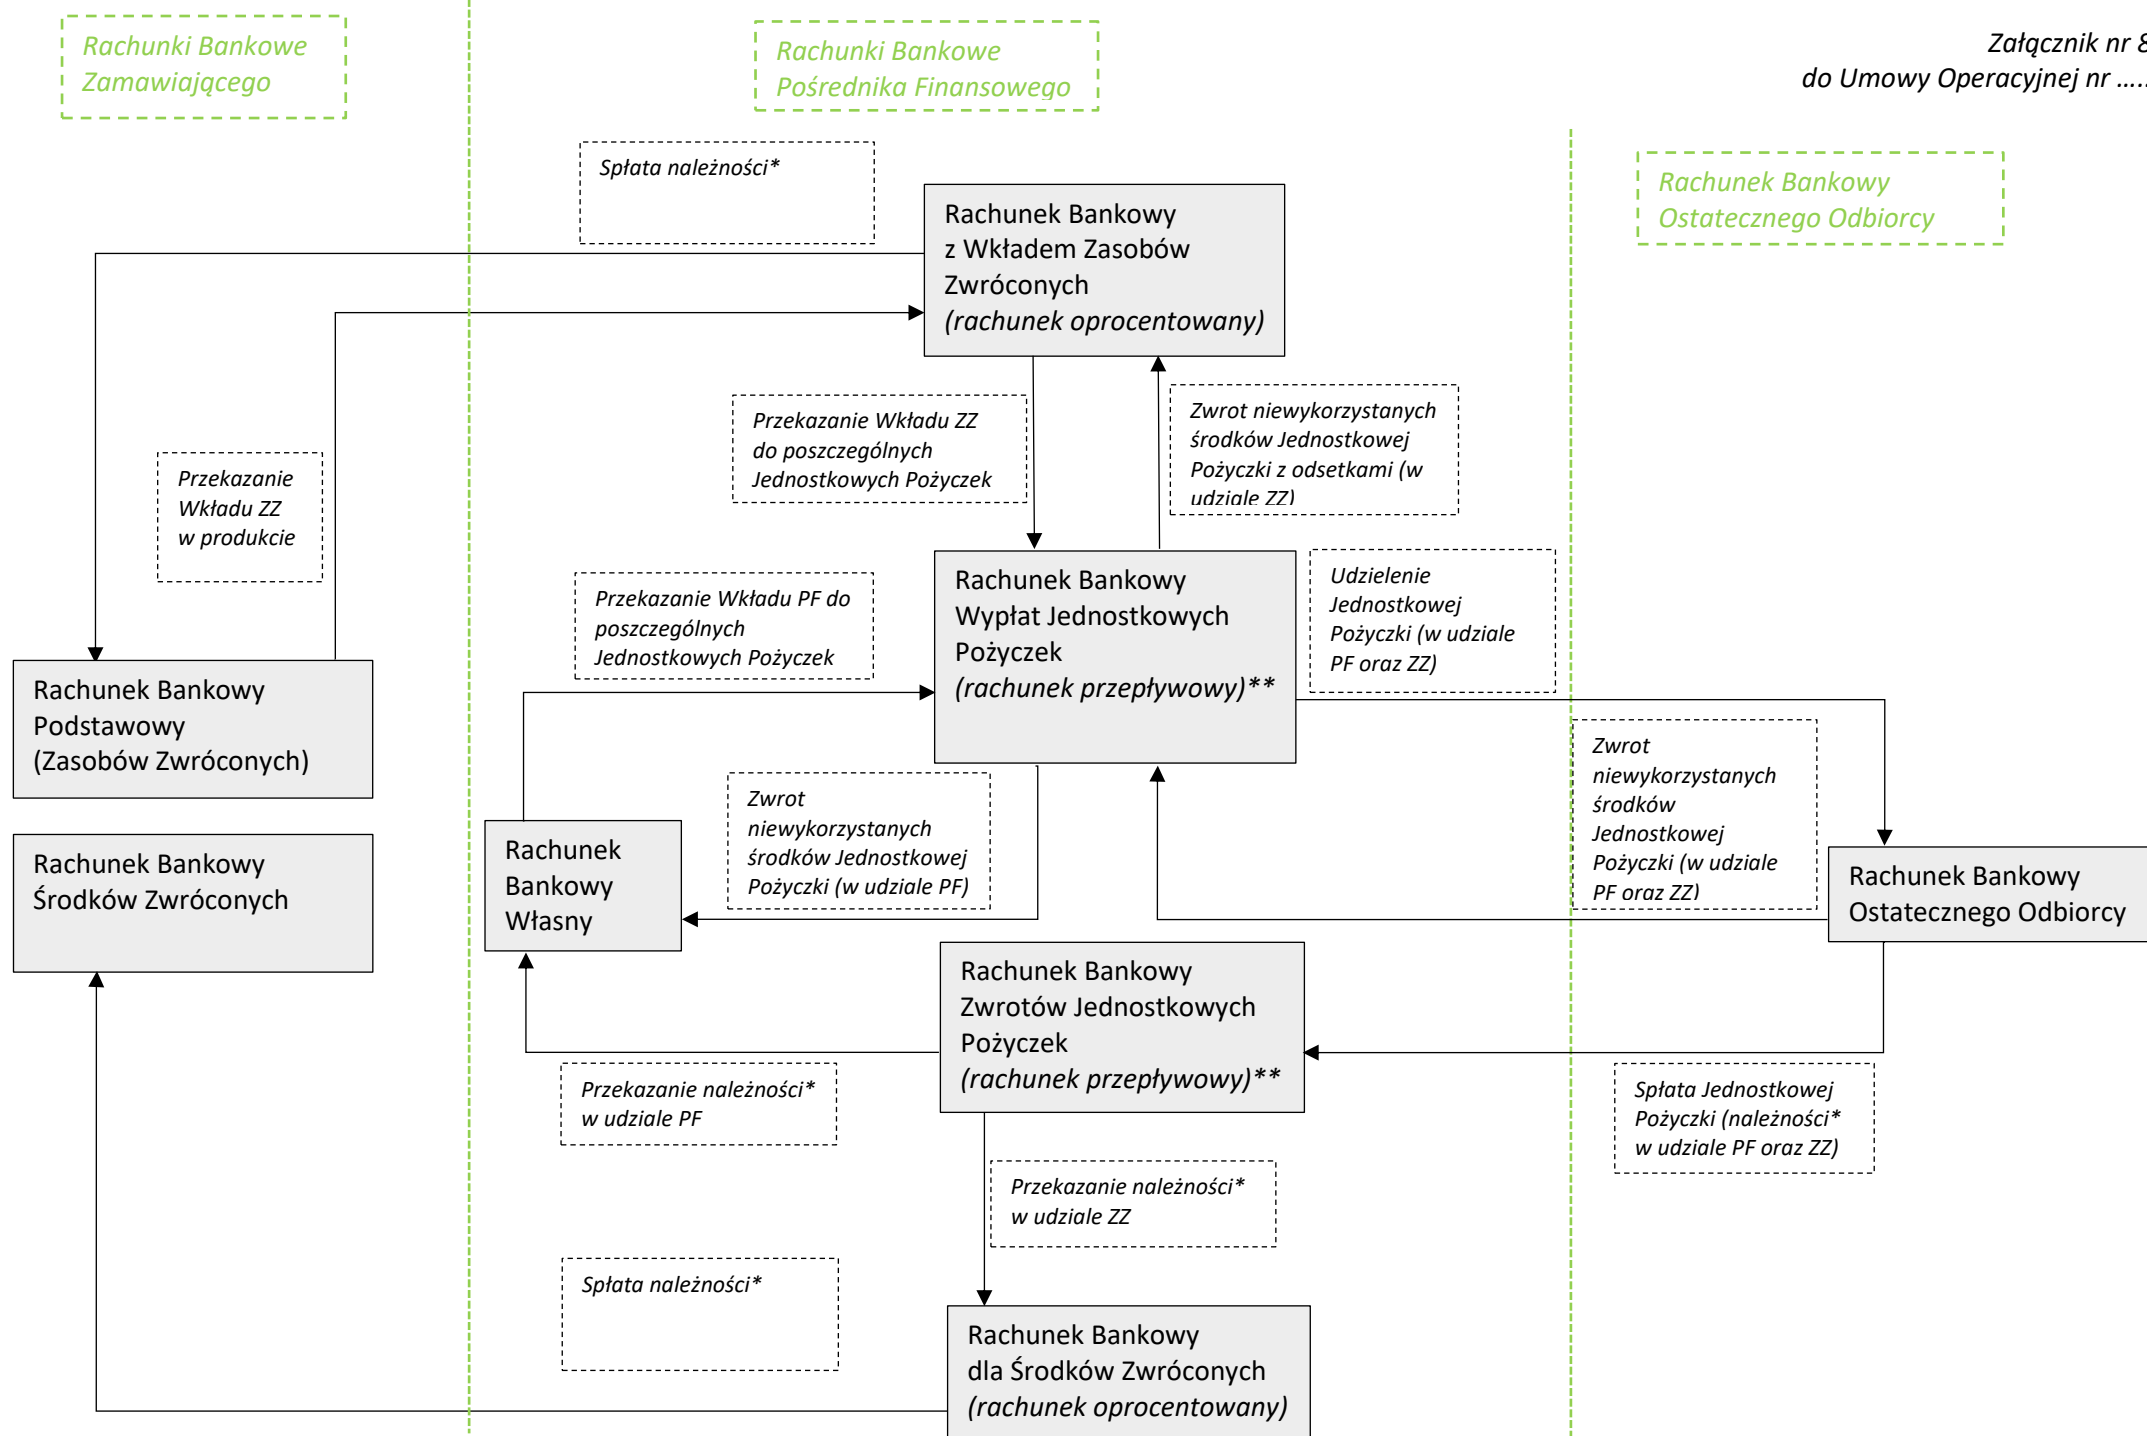 Rachunki Bankowe
Zamawiającego
Rachunki Bankowe
Pośrednika Finansowego
Załącznik nr 8
do Umowy Operacyjnej nr …..
Rachunek Bankowy
Ostatecznego Odbiorcy
Spłata należności*
Rachunek Bankowy
z Wkładem Zasobów
Zwróconych
(rachunek oprocentowany)
Przekazanie
Wkładu ZZ
w produkcie
Przekazanie Wkładu ZZ
do poszczególnych
Jednostkowych Pożyczek
Zwrot niewykorzystanych
środków Jednostkowej
Pożyczki z odsetkami (w
udziale ZZ)
Przekazanie Wkładu PF do
poszczególnych
Jednostkowych Pożyczek
Rachunek Bankowy
Wypłat Jednostkowych
Pożyczek
(rachunek przepływowy)**
Udzielenie
Jednostkowej
Pożyczki (w udziale
PF oraz ZZ)
Rachunek Bankowy
Podstawowy
(Zasobów Zwróconych)
Zwrot
niewykorzystanych
środków Jednostkowej
Pożyczki (w udziale PF)
Zwrot
niewykorzystanych
środków
Jednostkowej
Pożyczki (w udziale
PF oraz ZZ)
Rachunek Bankowy
Środków Zwróconych
Rachunek
Bankowy
Własny
Rachunek Bankowy
Ostatecznego Odbiorcy
Rachunek Bankowy
Zwrotów Jednostkowych
Pożyczek
(rachunek przepływowy)**
Przekazanie należności*
w udziale PF
Spłata Jednostkowej
Pożyczki (należności*
w udziale PF oraz ZZ)
Przekazanie należności*
w udziale ZZ
Spłata należności*
Rachunek Bankowy
dla Środków Zwróconych
(rachunek oprocentowany)